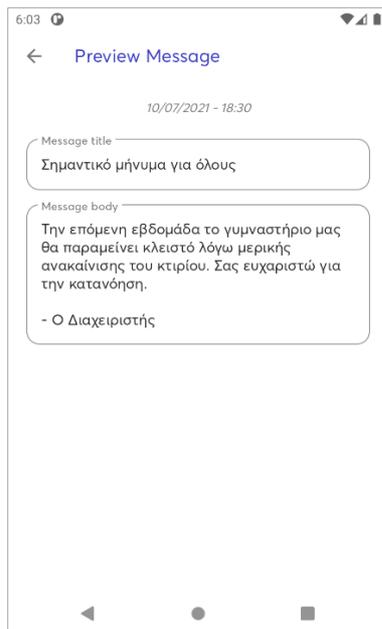 6:03
Preview Message
10/07/2021 - 18:30
Message title
Σημαντικό μήνυμα για όλους
Message body
Την επόμενη εβδομάδα το γυμναστήριο μας
θα παραμείνει κλειστό λόγω μερικής
ανακαίνισης του κτιρίου. Σας ευχαριστώ για
την κατανόηση.
- Ο Διαχειριστής